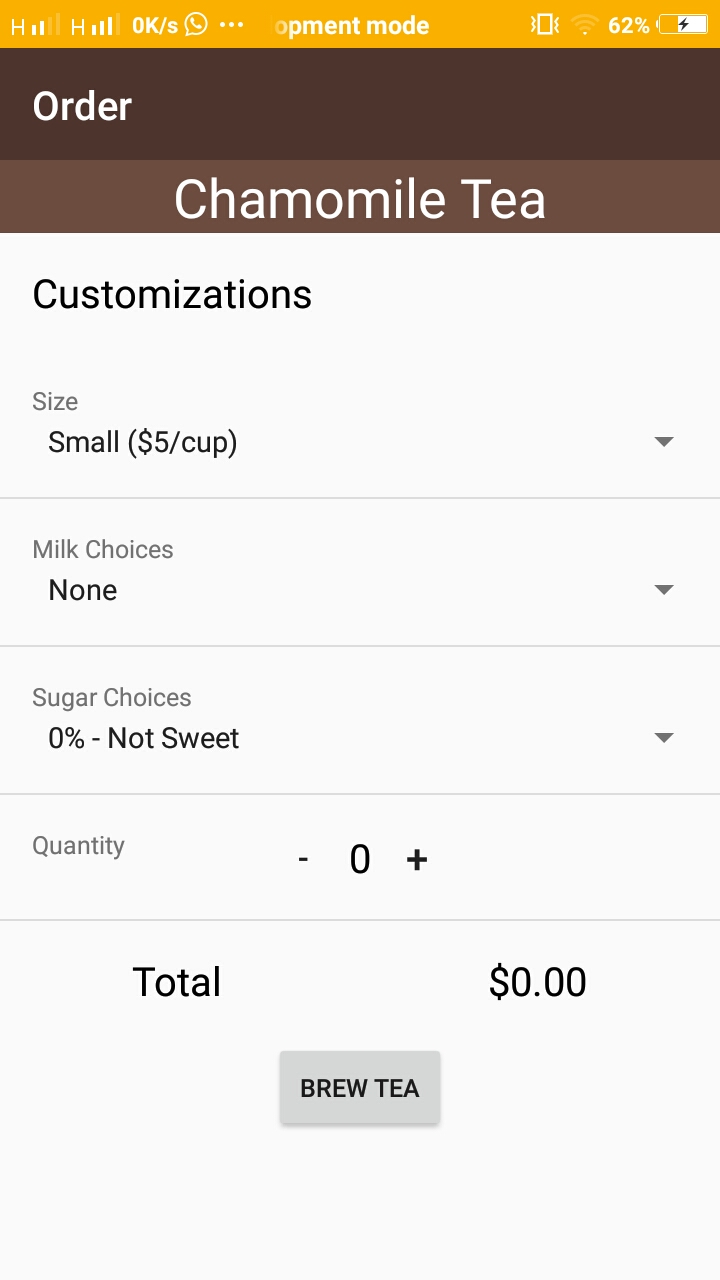 H H 0K/s ... opment mode 62%
Order
Chamomile Tea
Customizations
Size
Small ($5/cup)
Milk Choices
None
Sugar Choices
0% - Not Sweet
Quantity - 0 +
Total $0.00
BREW TEA